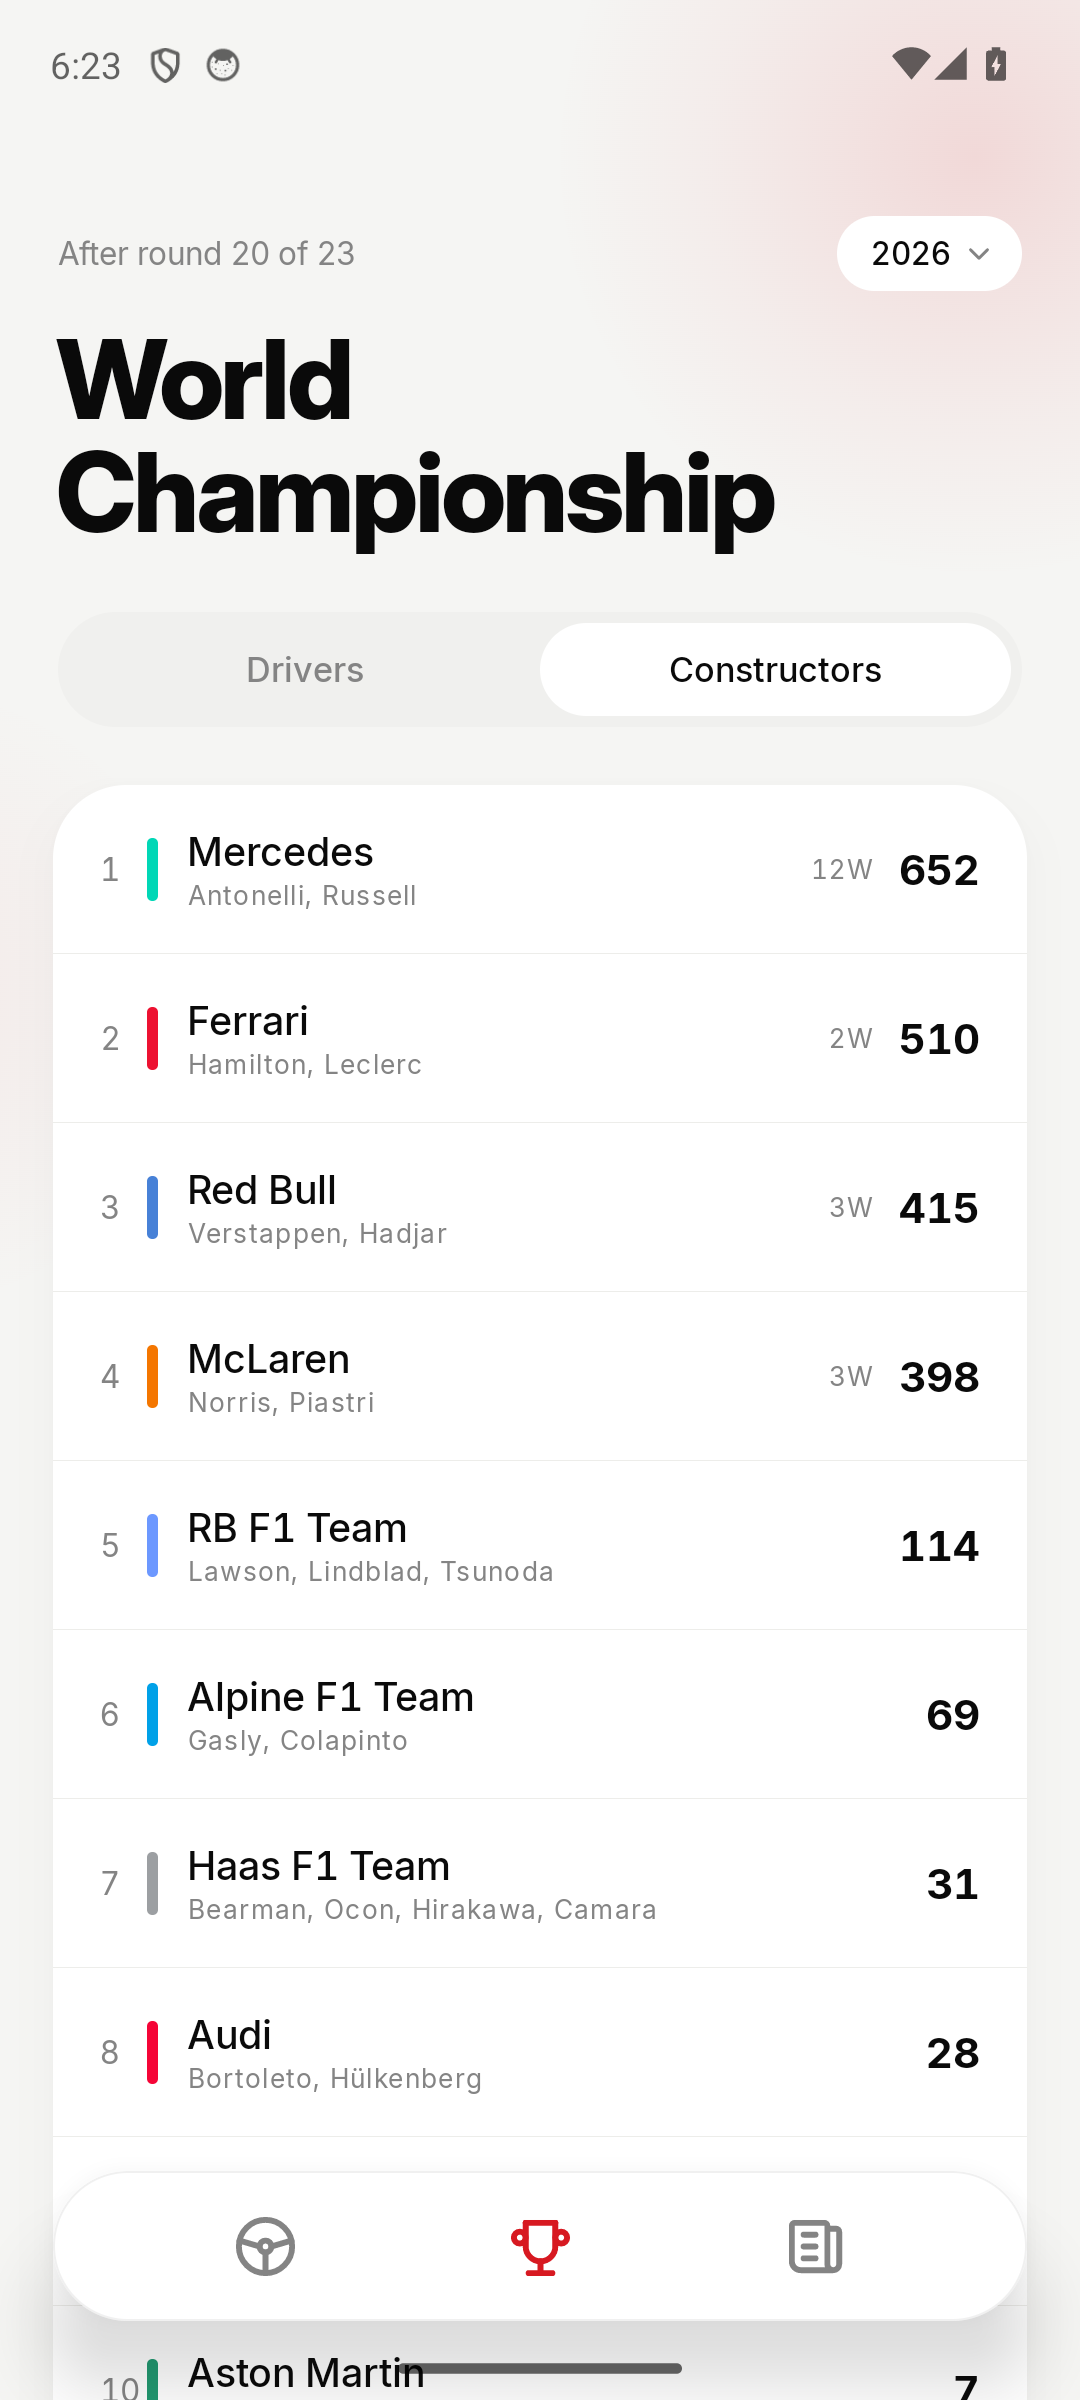 6:23
After round 20 of 23
2026
World
Championship
Drivers
Constructors
1
Mercedes
Antonelli, Russell
12W
652
2
Ferrari
Hamilton, Leclerc
2W
510
3
Red Bull
Verstappen, Hadjar
3W
415
4
McLaren
Norris, Piastri
3W
398
5
RB F1 Team
Lawson, Lindblad, Tsunoda
114
6
Alpine F1 Team
Gasly, Colapinto
69
7
Haas F1 Team
Bearman, Ocon, Hirakawa, Camara
31
8
Audi
Bortoleto, Hülkenberg
28
10
Aston Martin
7